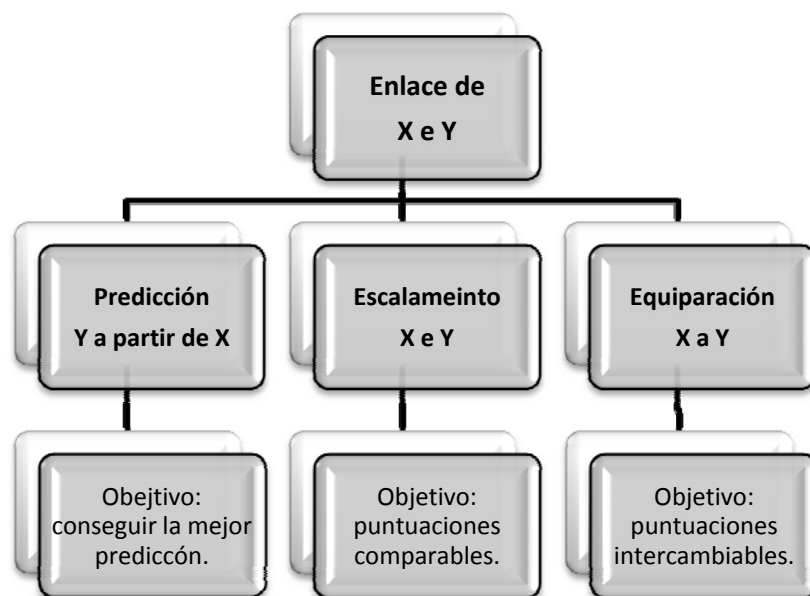 Enlace de
X e Y
Predicción
Y a partir de X
Escalameinto
X e Y
Equiparación
X a Y
Obejtivo:
conseguir la mejor
prediccón.
Objetivo:
puntuaciones
comparables.
Objetivo:
puntuaciones
intercambiables.